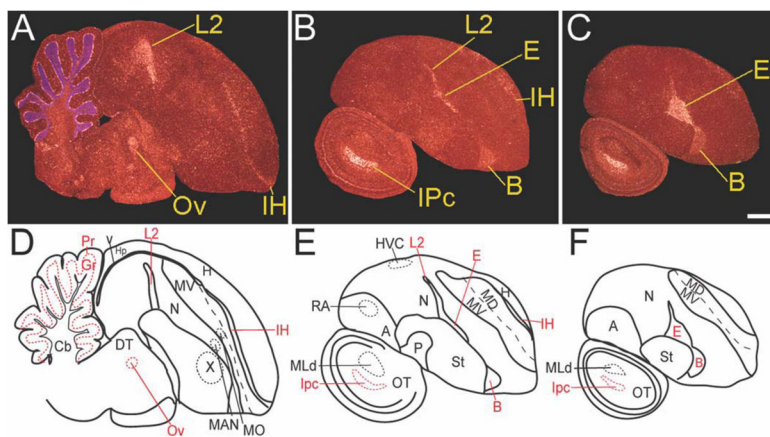 A
L2
Ov
IH
B
L2
E
IH
IPc
B
C
E
B
D
Pr
Gr
V
Hp
L2
H
MV
N
IH
Cb
DT
X
Ov
MAN
MO
E
HVC
L2
E
RA
N
MD
MV
H
IH
A
P
St
MLd
Ipc
OT
B
F
N
MD
MV
A
E
St
B
MLd
Ipc
OT